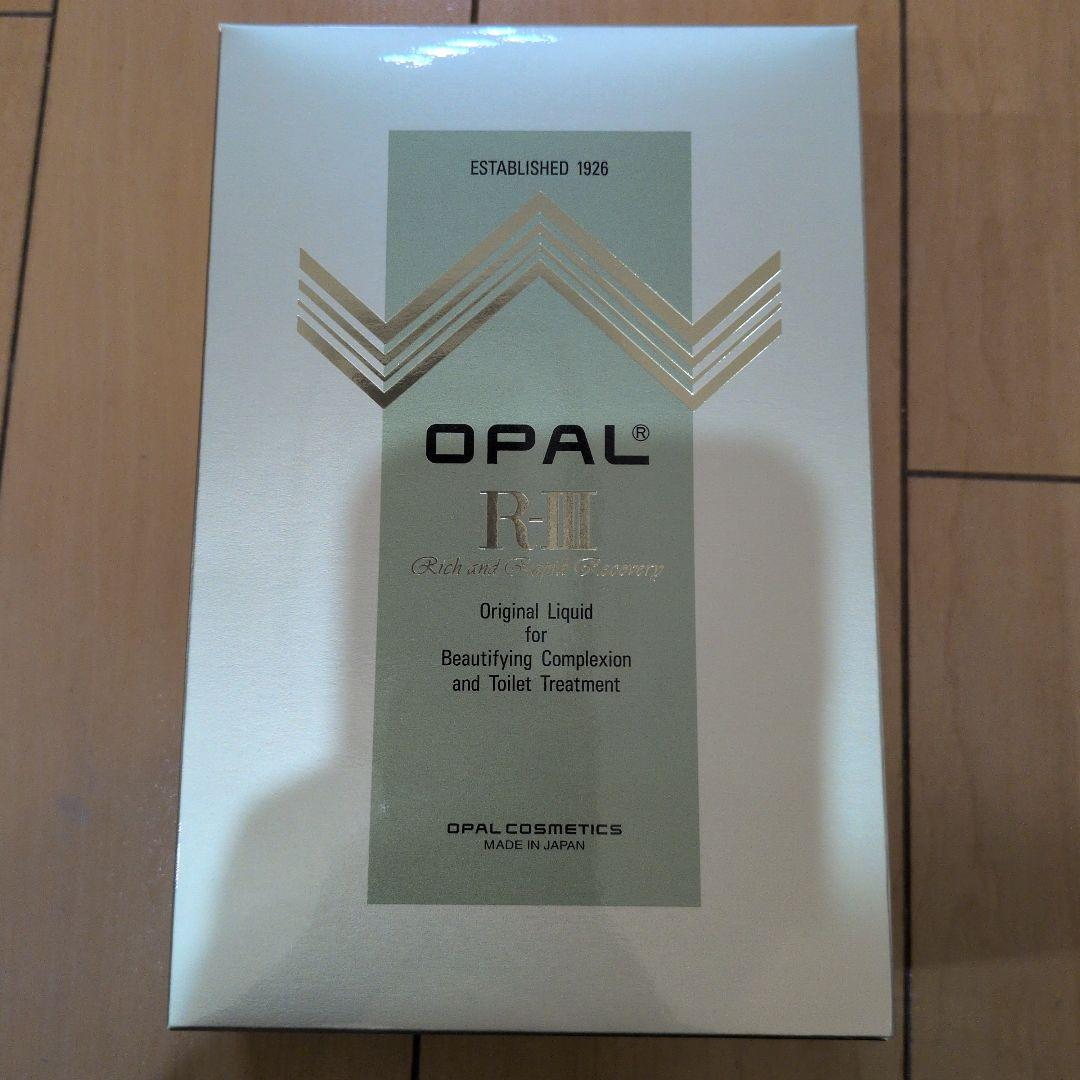 ESTABLISHED 1926
OPAL®
R-III
Rich and Rapid Recovery
Original Liquid
for
Beautifying Complexion
and Toilet Treatment
OPAL COSMETICS
MADE IN JAPAN